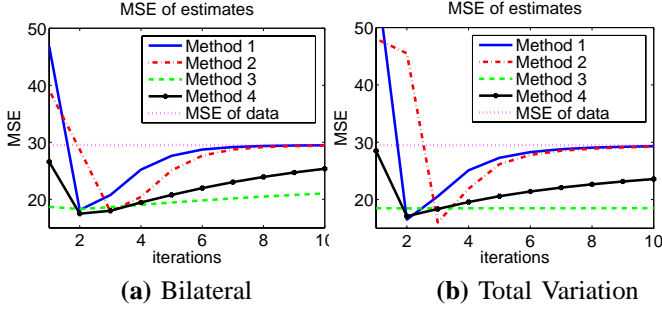 MSE of estimates
50
40
30
20
MSE
Method 1
Method 2
Method 3
Method 4
MSE of data
2
4
6
8
10
iterations
(a) Bilateral
MSE of estimates
50
40
30
20
MSE
Method 1
Method 2
Method 3
Method 4
MSE of data
2
4
6
8
10
iterations
(b) Total Variation